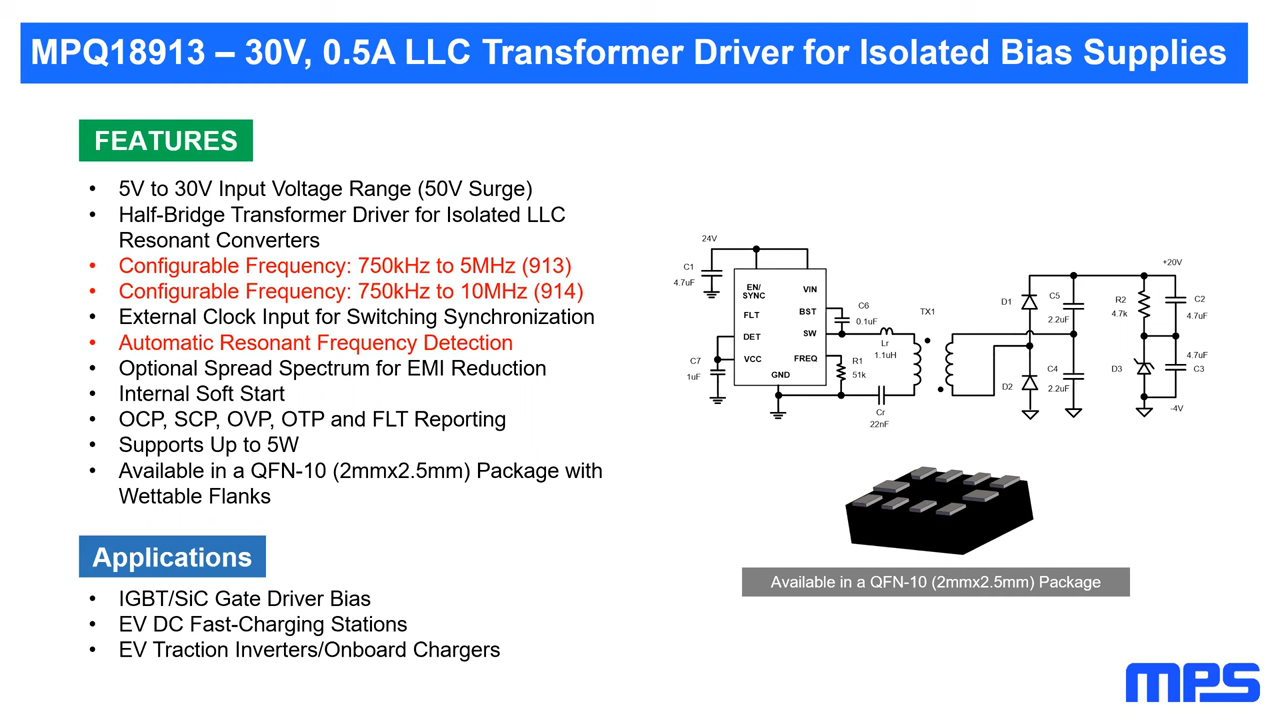 MPQ18913 – 30V, 0.5A LLC Transformer Driver for Isolated Bias Supplies
FEATURES
• 5V to 30V Input Voltage Range (50V Surge)
• Half-Bridge Transformer Driver for Isolated LLC
Resonant Converters
• Configurable Frequency: 750kHz to 5MHz (913)
• Configurable Frequency: 750kHz to 10MHz (914)
• External Clock Input for Switching Synchronization
• Automatic Resonant Frequency Detection
• Optional Spread Spectrum for EMI Reduction
• Internal Soft Start
• OCP, SCP, OVP, OTP and FLT Reporting
• Supports Up to 5W
• Available in a QFN-10 (2mmx2.5mm) Package with
Wettable Flanks
Applications
• IGBT/SiC Gate Driver Bias
• EV DC Fast-Charging Stations
• EV Traction Inverters/Onboard Chargers
24V
C1
4.7uF
EN/
SYNC
VIN
FLT
BST
DET
SW
VCC
FREQ
GND
C7
1uF
C6
0.1uF
Lr
1.1uH
R1
51k
Cr
22nF
TX1
D1
D2
C5
2.2uF
C4
2.2uF
+20V
R2
4.7k
C2
4.7uF
D3
4.7uF
C3
-4V
Available in a QFN-10 (2mmx2.5mm) Package
mPS